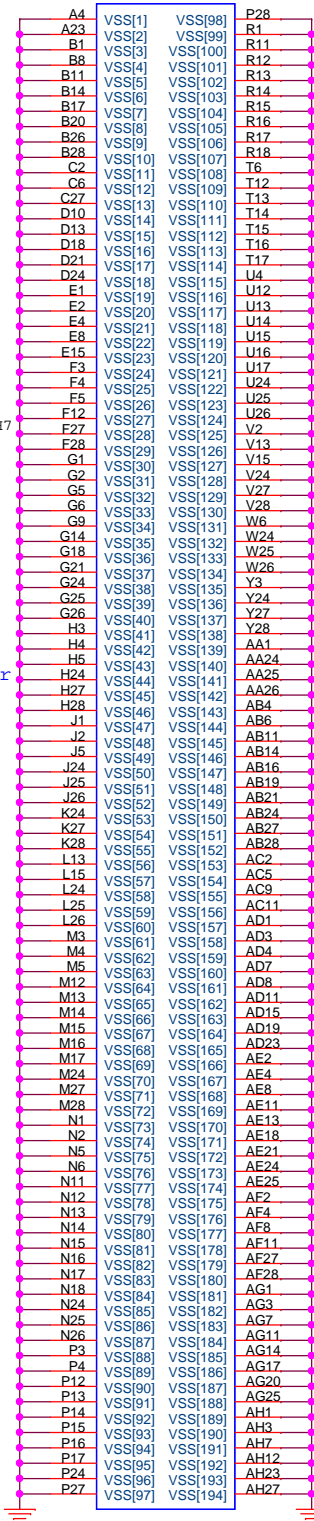 A4 VSS[1] VSS[98] P28
A23 VSS[2] VSS[99] R1
B1 VSS[3] VSS[100] R11
B8 VSS[4] VSS[101] R12
B11 VSS[5] VSS[102] R13
B14 VSS[6] VSS[103] R14
B17 VSS[7] VSS[104] R15
B20 VSS[8] VSS[105] R16
B26 VSS[9] VSS[106] R17
B28 VSS[10] VSS[107] R18
C2 VSS[11] VSS[108] T6
C6 VSS[12] VSS[109] T12
C27 VSS[13] VSS[110] T13
D10 VSS[14] VSS[111] T14
D13 VSS[15] VSS[112] T15
D18 VSS[16] VSS[113] T16
D21 VSS[17] VSS[114] T17
D24 VSS[18] VSS[115] U4
E1 VSS[19] VSS[116] U12
E2 VSS[20] VSS[117] U13
E4 VSS[21] VSS[118] U14
E8 VSS[22] VSS[119] U15
E15 VSS[23] VSS[120] U16
F3 VSS[24] VSS[121] U17
F4 VSS[25] VSS[122] U24
F5 VSS[26] VSS[123] U25
F12 VSS[27] VSS[124] U26
F27 VSS[28] VSS[125] V2
F28 VSS[29] VSS[126] V13
G1 VSS[30] VSS[127] V15
G2 VSS[31] VSS[128] V24
G5 VSS[32] VSS[129] V27
G6 VSS[33] VSS[130] V28
G9 VSS[34] VSS[131] W6
G14 VSS[35] VSS[132] W24
G18 VSS[36] VSS[133] W25
G21 VSS[37] VSS[134] W26
G24 VSS[38] VSS[135] Y3
G25 VSS[39] VSS[136] Y24
G26 VSS[40] VSS[137] Y27
H3 VSS[41] VSS[138] Y28
H4 VSS[42] VSS[139] AA1
H5 VSS[43] VSS[140] AA24
H24 VSS[44] VSS[141] AA25
H27 VSS[45] VSS[142] AA26
H28 VSS[46] VSS[143] AB4
J1 VSS[47] VSS[144] AB6
J2 VSS[48] VSS[145] AB11
J5 VSS[49] VSS[146] AB14
J24 VSS[50] VSS[147] AB16
J25 VSS[51] VSS[148] AB19
J26 VSS[52] VSS[149] AB21
K24 VSS[53] VSS[150] AB24
K27 VSS[54] VSS[151] AB27
K28 VSS[55] VSS[152] AB28
L13 VSS[56] VSS[153] AC2
L15 VSS[57] VSS[154] AC5
L24 VSS[58] VSS[155] AC9
L25 VSS[59] VSS[156] AC11
L26 VSS[60] VSS[157] AD1
M3 VSS[61] VSS[158] AD3
M4 VSS[62] VSS[159] AD4
M5 VSS[63] VSS[160] AD7
M12 VSS[64] VSS[161] AD8
M13 VSS[65] VSS[162] AD11
M14 VSS[66] VSS[163] AD15
M15 VSS[67] VSS[164] AD19
M16 VSS[68] VSS[165] AD23
M17 VSS[69] VSS[166] AE2
M24 VSS[70] VSS[167] AE4
M27 VSS[71] VSS[168] AE8
M28 VSS[72] VSS[169] AE11
N1 VSS[73] VSS[170] AE13
N2 VSS[74] VSS[171] AE18
N5 VSS[75] VSS[172] AE21
N6 VSS[76] VSS[173] AE24
N11 VSS[77] VSS[174] AE25
N12 VSS[78] VSS[175] AF2
N13 VSS[79] VSS[176] AF4
N14 VSS[80] VSS[177] AF8
N15 VSS[81] VSS[178] AF11
N16 VSS[82] VSS[179] AF27
N17 VSS[83] VSS[180] AF28
N18 VSS[84] VSS[181] AG1
N24 VSS[85] VSS[182] AG3
N25 VSS[86] VSS[183] AG7
N26 VSS[87] VSS[184] AG11
P3 VSS[88] VSS[185] AG14
P4 VSS[89] VSS[186] AG17
P12 VSS[90] VSS[187] AG20
P13 VSS[91] VSS[188] AG25
P14 VSS[92] VSS[189] AH1
P15 VSS[93] VSS[190] AH3
P16 VSS[94] VSS[191] AH7
P17 VSS[95] VSS[192] AH12
P24 VSS[96] VSS[193] AH23
P27 VSS[97] VSS[194] AH27